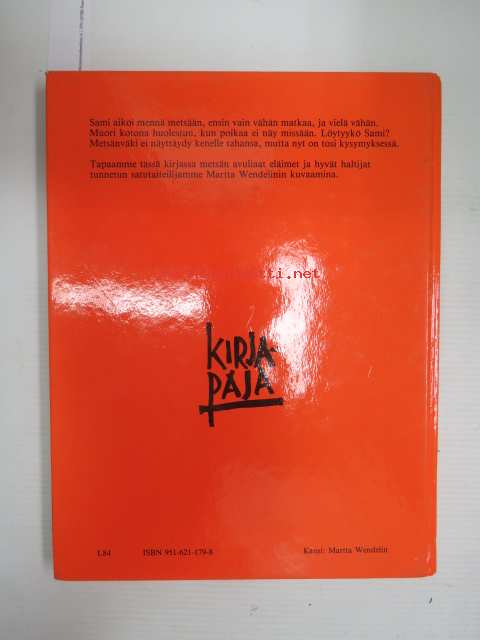 Sami aikoi mennä metsään, ensin vain vähän matkaa, ja vielä vähän.
Muori kotona huolestuu, kun poikaa ei näy missään. Löytyykö Sami?
Metsänväki ei näyttäydy kenelle tahansa, mutta nyt on tosi kysymyksessä.
Tapaamme tässä kirjassa metsän avuliaat eläimet ja hyvät haltijat
tunnetun satutaiteilijamme Martta Wendelinin kuvaamina.
.net
KIRJA-
PAJA
L84 ISBN 951-621-179-8 Kansi: Martta Wendelin